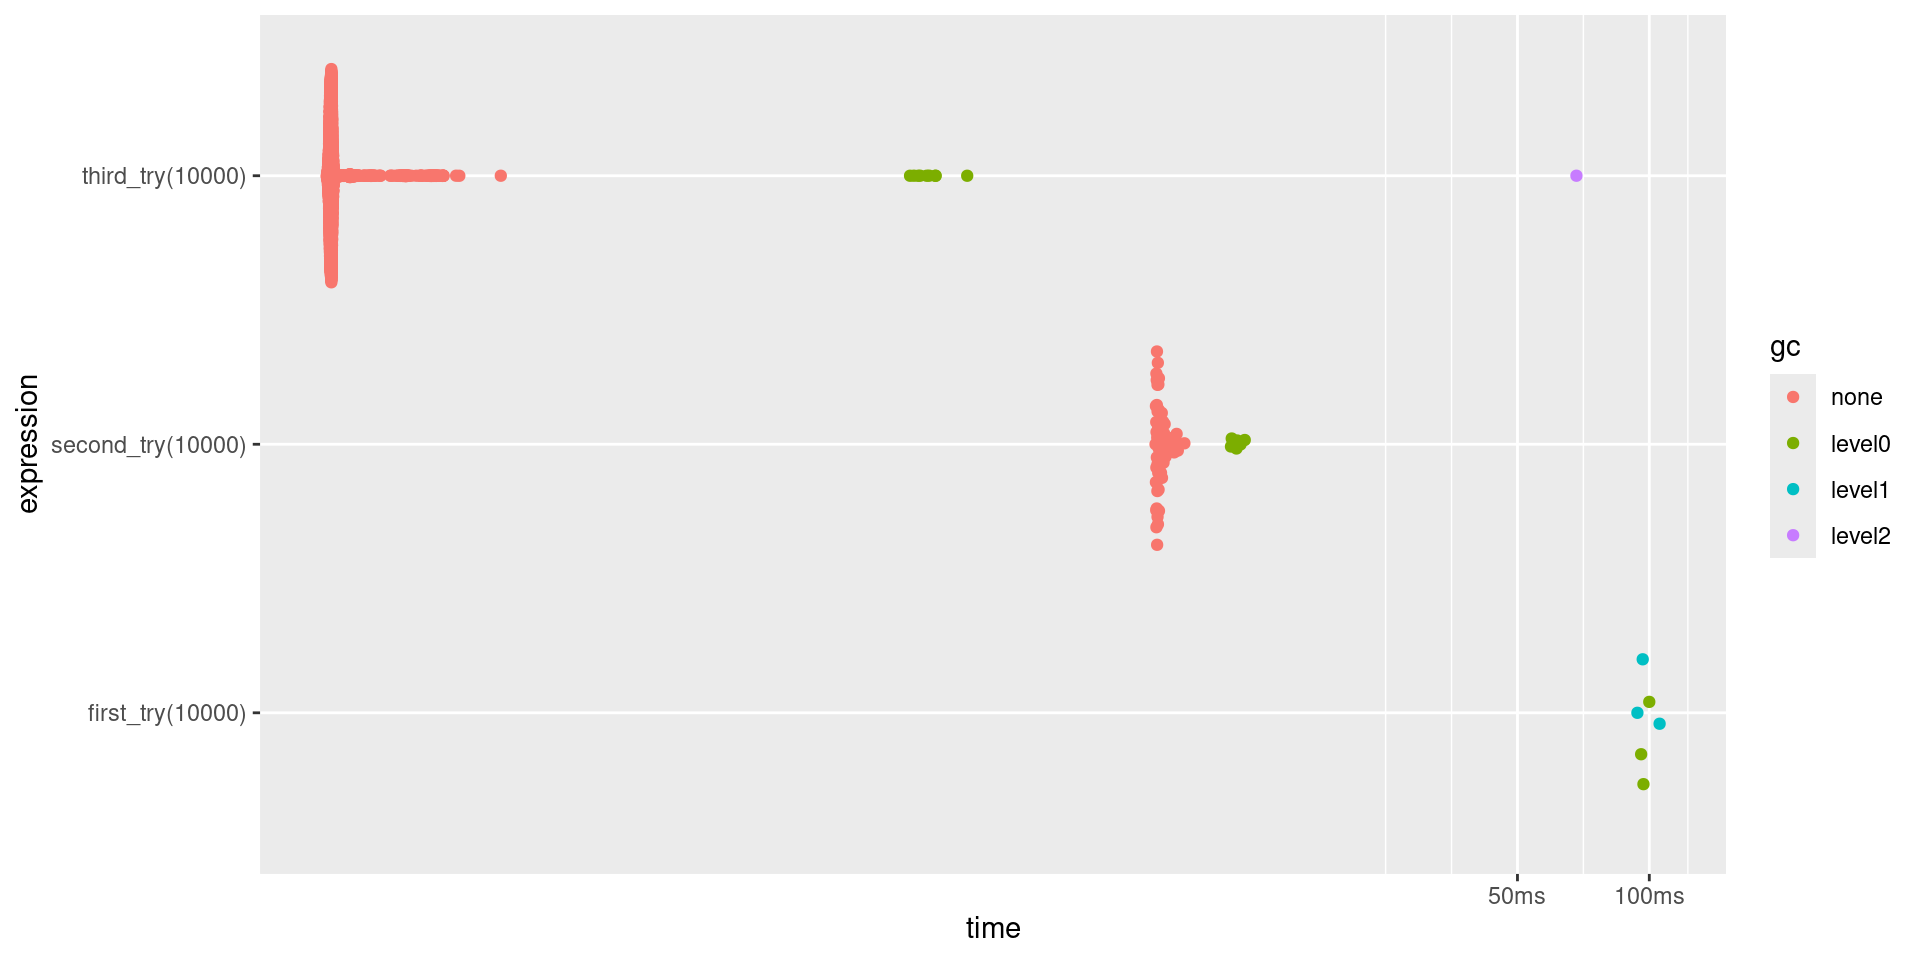 third_try(10000)
second_try(10000)
first_try(10000)
expression
50ms
100ms
time
gc
none
level0
level1
level2